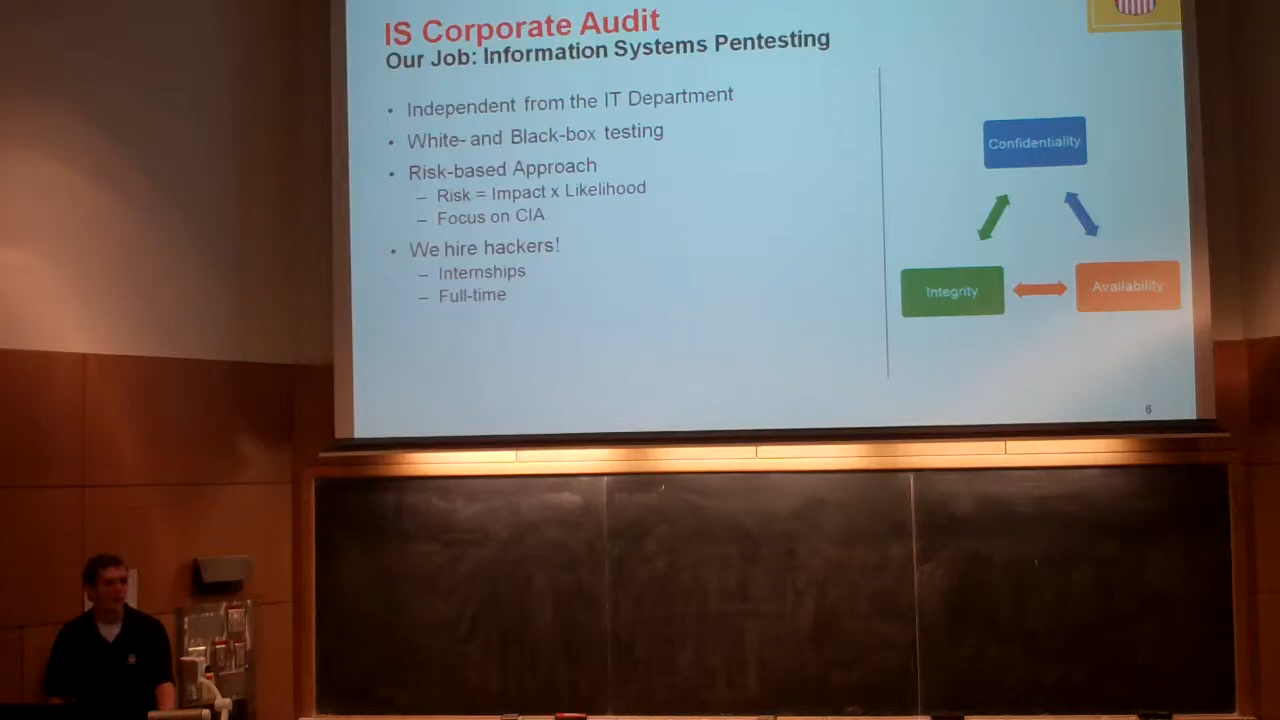 IS Corporate Audit
Our Job: Information Systems Pentesting
• Independent from the IT Department
• White- and Black-box testing
• Risk-based Approach
– Risk = Impact x Likelihood
– Focus on CIA
• We hire hackers!
– Internships
– Full-time
Confidentiality
Integrity
Availability
6